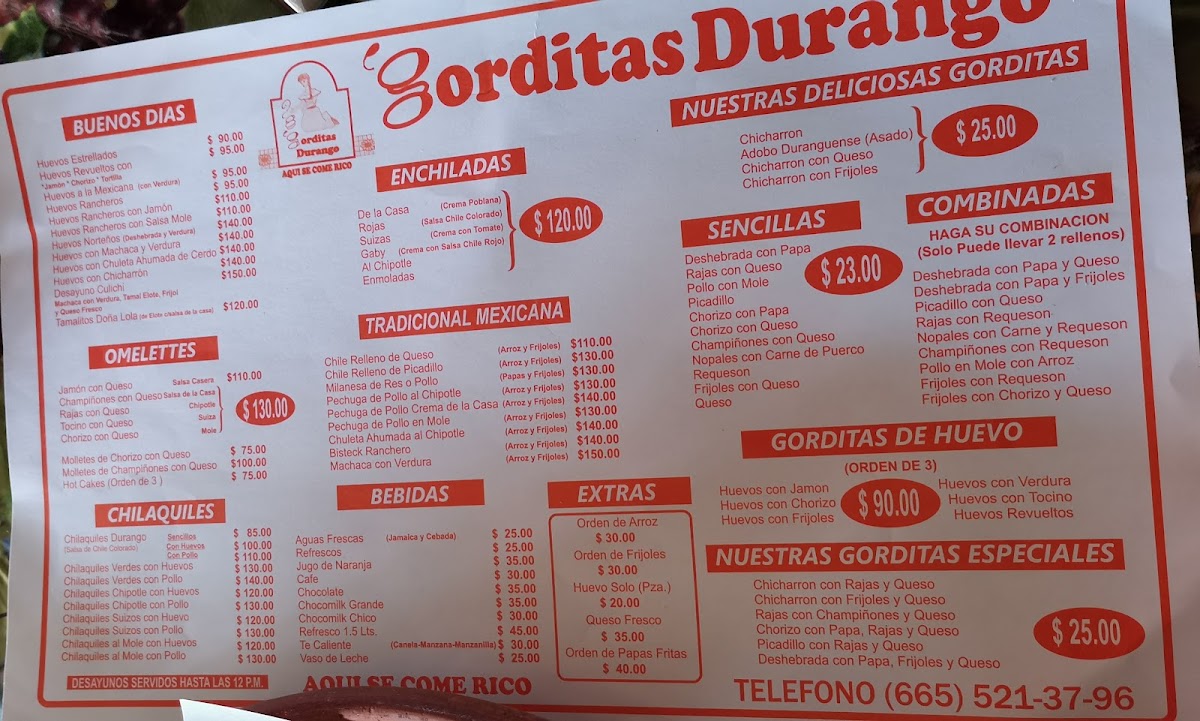 Gorditas Durango
Gorditas
Durango
AQUI SE COME RICO
BUENOS DIAS
Huevos Estrellados $ 90.00
Huevos Revueltos con $ 95.00
"Jamón " Chorizo " Tortilla
Huevos a la Mexicana (con Verdura) $ 95.00
Huevos Rancheros $ 95.00
Huevos Rancheros con Jamón $110.00
Huevos Rancheros con Salsa Mole $110.00
Huevos Norteños (Deshebrada y Verdura) $140.00
Huevos con Machaca y Verdura $140.00
Huevos con Chuleta Ahumada de Cerdo $140.00
Huevos con Chicharrón $140.00
Desayuno Culichi $150.00
Machaca con Verdura, Tamal Elote, Frijol
y Queso Fresco
Tamalitos Doña Lola (de Elote c/salsa de la casa) $120.00
OMELETTES
Jamón con Queso Salsa Casera $110.00
Champiñones con Queso Salsa de la Casa
Rajas con Queso Chipotle
Tocino con Queso Suiza
Chorizo con Queso Mole
$ 130.00
Molletes de Chorizo con Queso $ 75.00
Molletes de Champiñones con Queso $100.00
Hot Cakes (Orden de 3 ) $ 75.00
CHILAQUILES
Chilaquiles Durango Sencillos $ 85.00
(Salsa de Chile Colorado) Con Huevos $ 100.00
Con Pollo $ 110.00
Chilaquiles Verdes con Huevos $ 130.00
Chilaquiles Verdes con Pollo $ 140.00
Chilaquiles Chipotle con Huevos $ 120.00
Chilaquiles Chipotle con Pollo $ 130.00
Chilaquiles Suizos con Huevo $ 120.00
Chilaquiles Suizos con Pollo $ 130.00
Chilaquiles al Mole con Huevos $ 120.00
Chilaquiles al Mole con Pollo $ 130.00
DESAYUNOS SERVIDOS HASTA LAS 12 P.M.
ENCHILADAS
De la Casa (Crema Poblana)
Rojas (Salsa Chile Colorado)
Suizas (Crema con Tomate)
Gaby (Crema con Salsa Chile Rojo)
Al Chipotle
Enmoladas
$ 120.00
TRADICIONAL MEXICANA
Chile Relleno de Queso (Arroz y Frijoles) $110.00
Chile Relleno de Picadillo (Arroz y Frijoles) $130.00
Milanesa de Res o Pollo (Papas y Frijoles) $130.00
Pechuga de Pollo al Chipotle (Arroz y Frijoles) $130.00
Pechuga de Pollo Crema de la Casa (Arroz y Frijoles) $140.00
Pechuga de Pollo en Mole (Arroz y Frijoles) $130.00
Chuleta Ahumada al Chipotle (Arroz y Frijoles) $140.00
Bisteck Ranchero (Arroz y Frijoles) $140.00
Machaca con Verdura (Arroz y Frijoles) $150.00
BEBIDAS
Aguas Frescas (Jamaica y Cebada) $ 25.00
Refrescos $ 25.00
Jugo de Naranja $ 35.00
Cafe $ 30.00
Chocolate $ 35.00
Chocomilk Grande $ 35.00
Chocomilk Chico $ 30.00
Refresco 1.5 Lts. $ 45.00
Te Caliente (Canela-Manzana-Manzanilla) $ 30.00
Vaso de Leche $ 25.00
AQUI SE COME RICO
EXTRAS
Orden de Arroz
$ 30.00
Orden de Frijoles
$ 30.00
Huevo Solo (Pza.)
$ 20.00
Queso Fresco
$ 35.00
Orden de Papas Fritas
$ 40.00
NUESTRAS DELICIOSAS GORDITAS
Chicharron
Adobo Duranguense (Asado)
Chicharron con Queso
Chicharron con Frijoles
$ 25.00
SENCILLAS
Deshebrada con Papa
Rajas con Queso
Pollo con Mole
Picadillo
Chorizo con Papa
Chorizo con Queso
Champiñones con Queso
Nopales con Carne de Puerco
Requeson
Frijoles con Queso
Queso
$ 23.00
COMBINADAS
HAGA SU COMBINACION
(Solo Puede llevar 2 rellenos)
Deshebrada con Papa y Queso
Deshebrada con Papa y Frijoles
Picadillo con Queso
Rajas con Requeson
Nopales con Carne y Requeson
Champiñones con Requeson
Pollo en Mole con Arroz
Frijoles con Requeson
Frijoles con Chorizo y Queso
GORDITAS DE HUEVO
(ORDEN DE 3)
Huevos con Jamon
Huevos con Chorizo
Huevos con Frijoles
$ 90.00
Huevos con Verdura
Huevos con Tocino
Huevos Revueltos
NUESTRAS GORDITAS ESPECIALES
Chicharron con Rajas y Queso
Chicharron con Frijoles y Queso
Rajas con Champiñones y Queso
Chorizo con Papa, Rajas y Queso
Picadillo con Rajas y Queso
Deshebrada con Papa, Frijoles y Queso
$ 25.00
TELEFONO (665) 521-37-96